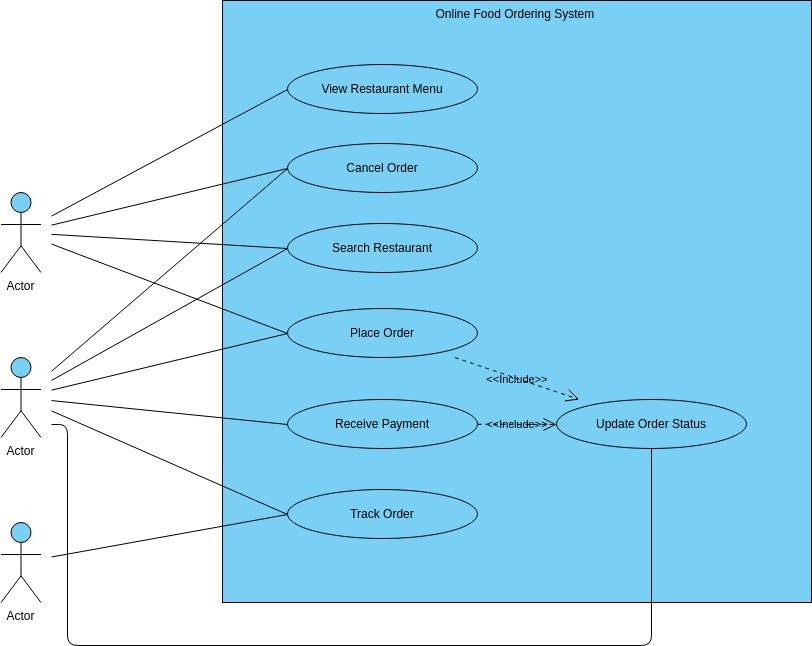 Online Food Ordering System
View Restaurant Menu
Cancel Order
Search Restaurant
Actor
Place Order
<<Include>>
Receive Payment
<<Include>>
Update Order Status
Actor
Track Order
Actor